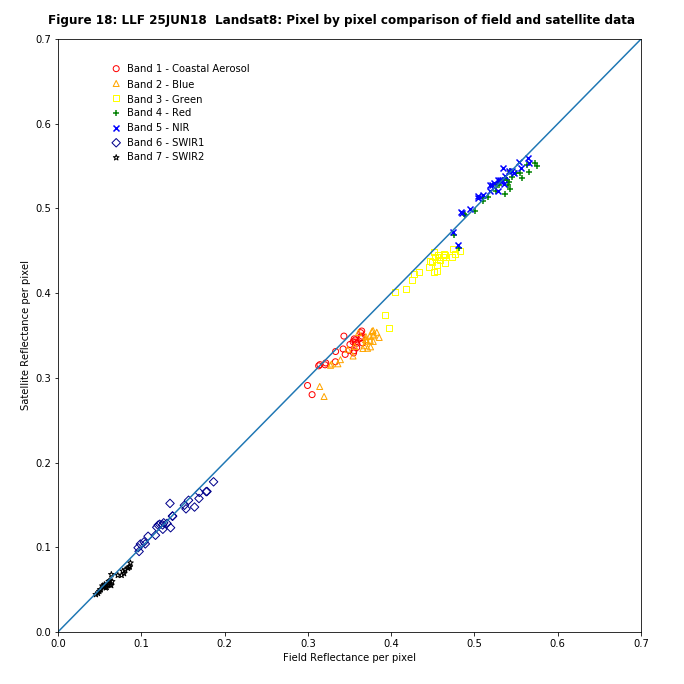 Figure 18: LLF 25JUN18  Landsat8: Pixel by pixel comparison of field and satellite data
0.7
0.6
0.5
0.4
0.3
0.2
0.1
0.0
Satellite Reflectance per pixel
Band 1 - Coastal Aerosol
Band 2 - Blue
Band 3 - Green
Band 4 - Red
Band 5 - NIR
Band 6 - SWIR1
Band 7 - SWIR2
0.0 0.1 0.2 0.3 0.4 0.5 0.6 0.7
Field Reflectance per pixel